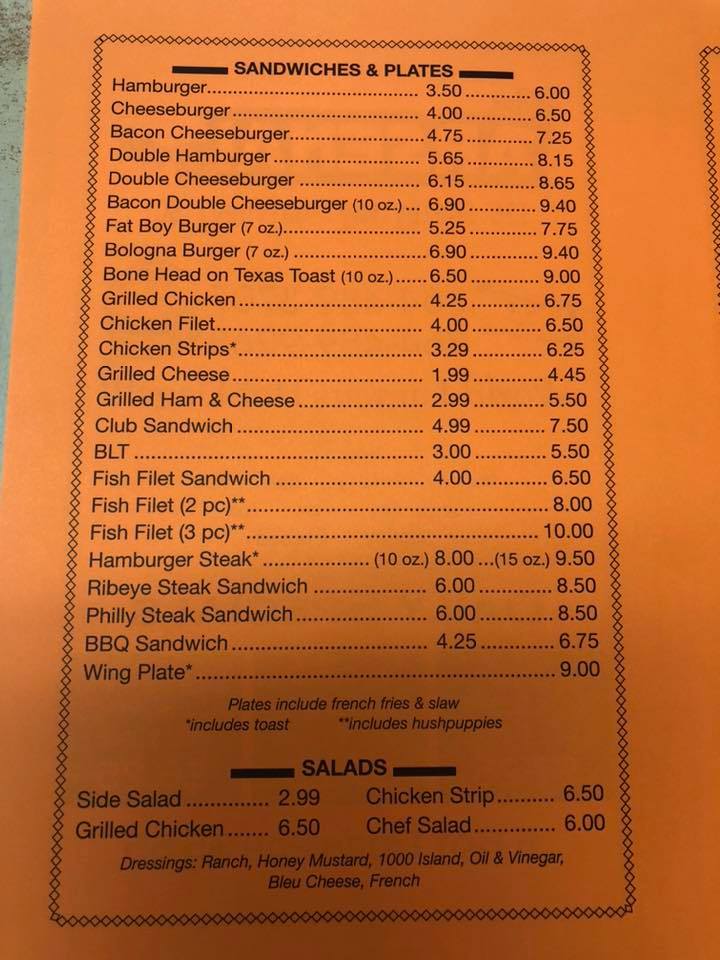 SANDWICHES & PLATES
Hamburger........................................ 3.50 ............. 6.00
Cheeseburger................................... 4.00 ............. 6.50
Bacon Cheeseburger......................... 4.75 ............. 7.25
Double Hamburger ........................... 5.65 ............. 8.15
Double Cheeseburger ...................... 6.15 ............. 8.65
Bacon Double Cheeseburger (10 oz.) ... 6.90 ............. 9.40
Fat Boy Burger (7 oz.)......................... 5.25 ............. 7.75
Bologna Burger (7 oz.) ........................ 6.90 ............. 9.40
Bone Head on Texas Toast (10 oz.)...... 6.50 ............. 9.00
Grilled Chicken .................................. 4.25 ............. 6.75
Chicken Filet...................................... 4.00 ............. 6.50
Chicken Strips*.................................. 3.29 ............. 6.25
Grilled Cheese................................... 1.99 ............. 4.45
Grilled Ham & Cheese....................... 2.99 ............. 5.50
Club Sandwich .................................. 4.99 ............. 7.50
BLT .................................................... 3.00 ............. 5.50
Fish Filet Sandwich ........................... 4.00 ............. 6.50
Fish Filet (2 pc)**...................................................... 8.00
Fish Filet (3 pc)**..................................................... 10.00
Hamburger Steak* ................... (10 oz.) 8.00 ...(15 oz.) 9.50
Ribeye Steak Sandwich .................... 6.00 ............. 8.50
Philly Steak Sandwich........................ 6.00 ............. 8.50
BBQ Sandwich................................... 4.25 ............. 6.75
Wing Plate* ............................................................... 9.00
Plates include french fries & slaw
*includes toast **includes hushpuppies
SALADS
Side Salad .............. 2.99 Chicken Strip.......... 6.50
Grilled Chicken ....... 6.50 Chef Salad.............. 6.00
Dressings: Ranch, Honey Mustard, 1000 Island, Oil & Vinegar,
Bleu Cheese, French